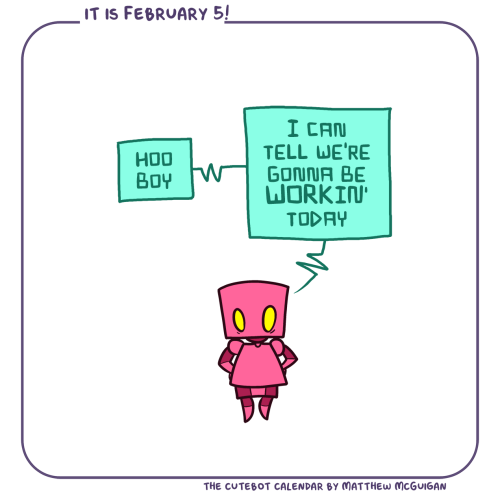 IT IS FEBRUARY 5!
HOO
BOY
I CAN
TELL WE'RE
GONNA BE
WORKIN'
TODAY
THE CUTEBOT CALENDAR BY MATTHEW MCGUIGAN